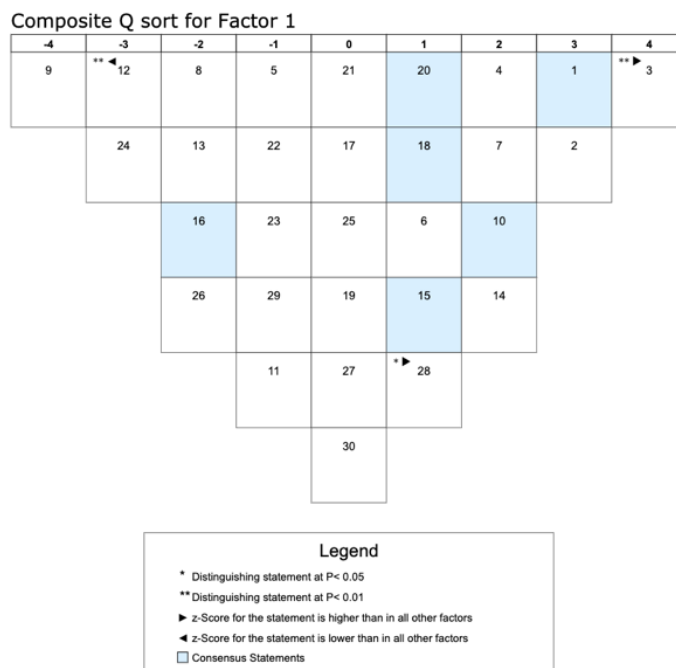 Composite Q sort for Factor 1
-4 -3 -2 -1 0 1 2 3 4
9 ** ◄ 12 8 5 21 20 4 1 ** ► 3
24 13 22 17 18 7 2
16 23 25 6 10
26 29 19 15 14
11 27 * ► 28
30
Legend
* Distinguishing statement at P< 0.05
** Distinguishing statement at P< 0.01
► z-Score for the statement is higher than in all other factors
◄ z-Score for the statement is lower than in all other factors
Consensus Statements